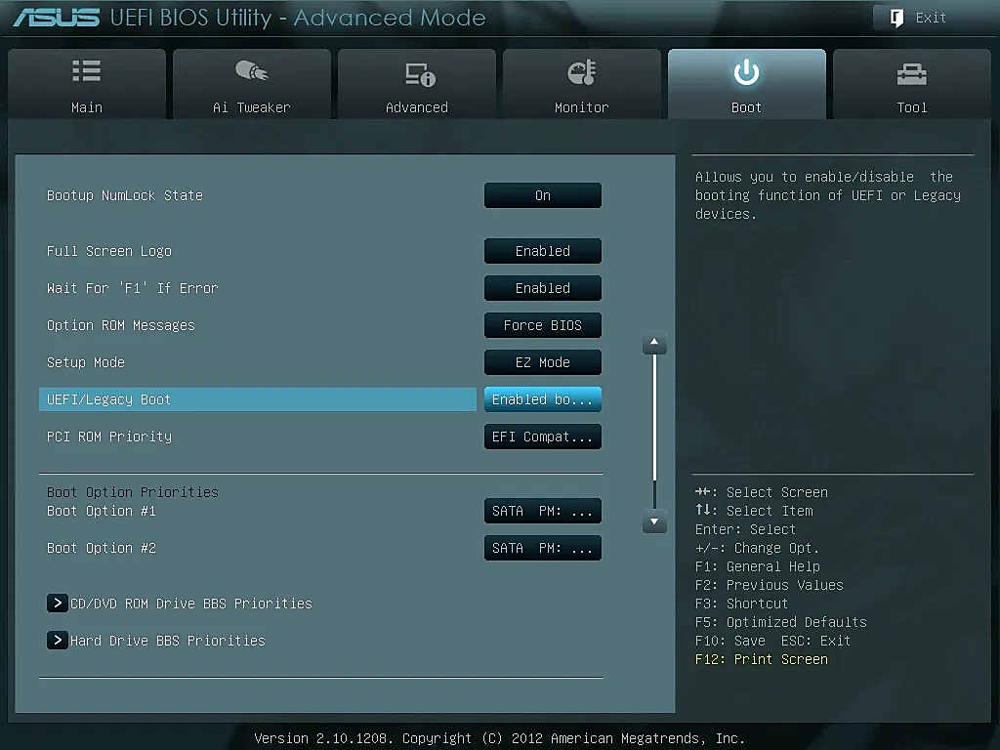 ASUS UEFI BIOS Utility - Advanced Mode
Exit
Main
Ai Tweaker
Advanced
Monitor
Boot
Tool
Bootup NumLock State On
Full Screen Logo Enabled
Wait For 'F1' If Error Enabled
Option ROM Messages Force BIOS
Setup Mode EZ Mode
UEFI/Legacy Boot Enabled bo...
PCI ROM Priority EFI Compat...
Boot Option Priorities
Boot Option #1 SATA  PM: ...
Boot Option #2 SATA  PM: ...
> CD/DVD ROM Drive BBS Priorities
> Hard Drive BBS Priorities
Allows you to enable/disable  the
booting function of UEFI or Legacy
devices.
→←: Select Screen
↑↓: Select Item
Enter: Select
+/-: Change Opt.
F1: General Help
F2: Previous Values
F3: Shortcut
F5: Optimized Defaults
F10: Save  ESC: Exit
F12: Print Screen
Version 2.10.1208. Copyright (C) 2012 American Megatrends, Inc.